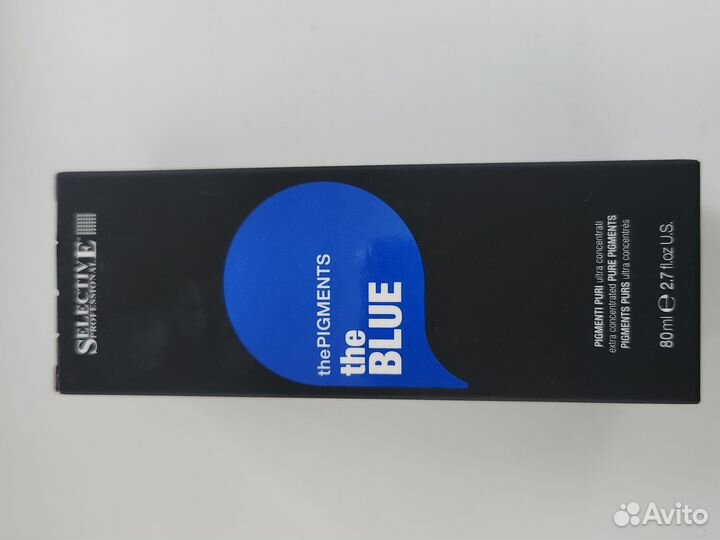 SELECTIVE
PROFESSIONAL
thePIGMENTS
the
BLUE
PIGMENTI PURI ultra concentrati
extra concentrated PURE PIGMENTS
PIGMENTS PURS ultra concentrés
80ml e 2.7 fl.oz U.S.
Avito